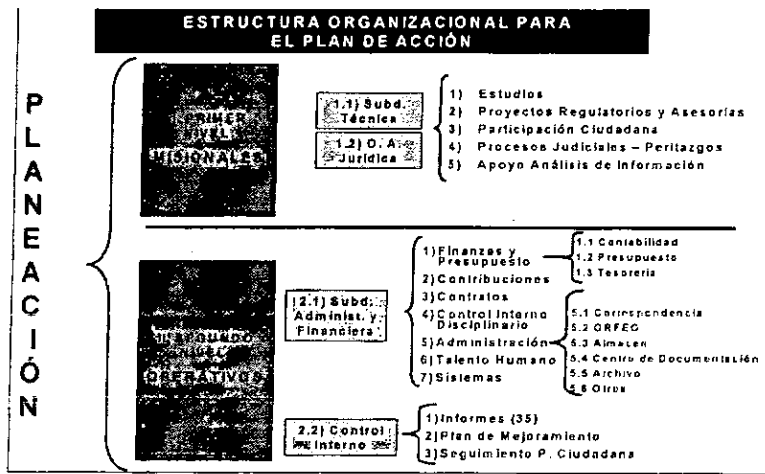 ESTRUCTURA ORGANIZACIONAL PARA
EL PLAN DE ACCIÓN
PLANEACIÓN
PRIMER
NIVEL
MISIONALES
1.1) Subd.
Técnica
1.2) O. A
Jurídica
1) Estudios
2) Proyectos Regulatorios y Asesorías
3) Participación Ciudadana
4) Procesos Judiciales – Peritazgos
5) Apoyo Análisis de Información
SEGUNDO
NIVEL
OPERATIVOS
2.1) Subd.
Administ. y
Financiera
1) Finanzas y
Presupuesto
2) Contribuciones
3) Contratos
4) Control Interno
Disciplinario
5) Administración
6) Talento Humano
7) Sistemas
1.1 Contabilidad
1.2 Presupuesto
1.3 Tesoreria
5.1 Correspondencia
5.2 ORFEO
5.3 Almacen
5.4 Centro de Documentación
5.5 Archivo
5.6 Otros
2.2) Control
Interno
1) Informes (35)
2) Plan de Mejoramiento
3) Seguimiento P. Ciudadana